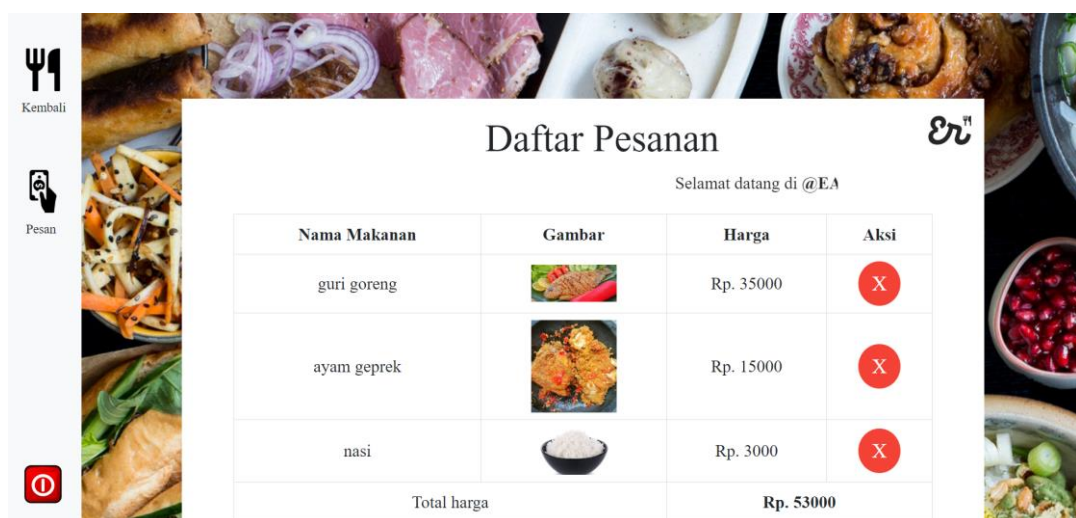 Kembali
Pesan
Er
Daftar Pesanan
Selamat datang di @EA
Nama Makanan Gambar Harga Aksi
guri goreng Rp. 35000 X
ayam geprek Rp. 15000 X
nasi Rp. 3000 X
Total harga Rp. 53000